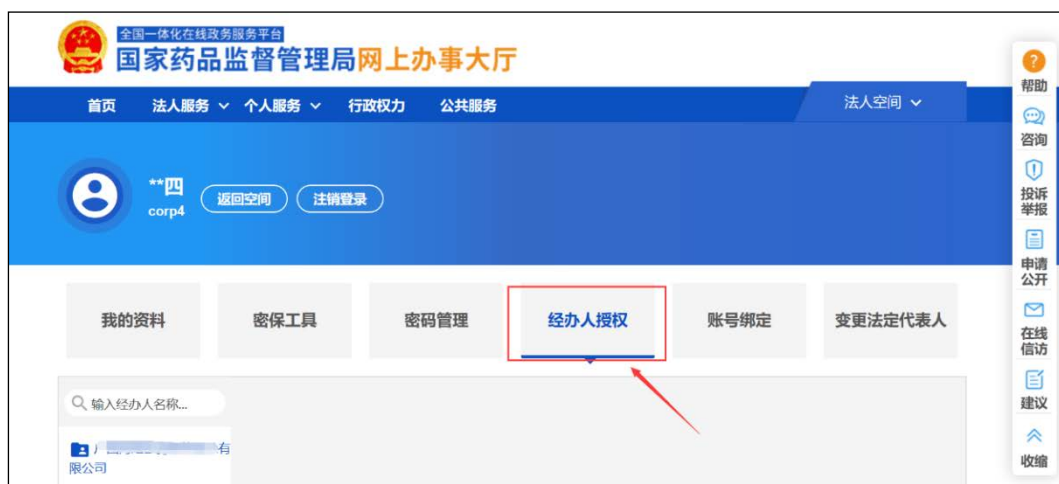 全国一体化在线政务服务平台
国家药品监督管理局网上办事大厅
首页 法人服务 个人服务 行政权力 公共服务 法人空间
**四
corp4
返回空间 注销登录
我的资料 密保工具 密码管理 经办人授权 账号绑定 变更法定代表人
输入经办人名称...
有
限公司
?
帮助
咨询
投诉
举报
申请
公开
在线
信访
建议
收缩